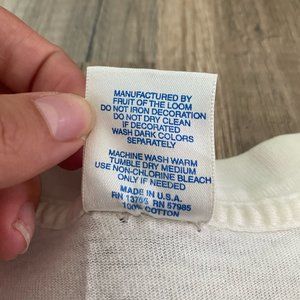 MANUFACTURED BY
FRUIT OF THE LOOM
DO NOT IRON DECORATION
DO NOT DRY CLEAN
IF DECORATED
WASH DARK COLORS
SEPARATELY
MACHINE WASH WARM
TUMBLE DRY MEDIUM
USE NON-CHLORINE BLEACH
ONLY IF NEEDED
MADE IN U.S.A.
RN 13765 RN 57985
100% COTTON